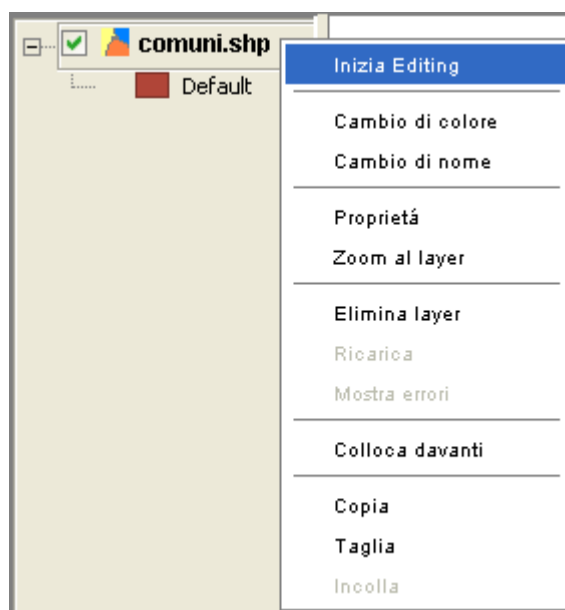 comuni.shp
Default
Inizia Editing
Cambio di colore
Cambio di nome
Proprietá
Zoom al layer
Elimina layer
Ricarica
Mostra errori
Colloca davanti
Copia
Taglia
Incolla